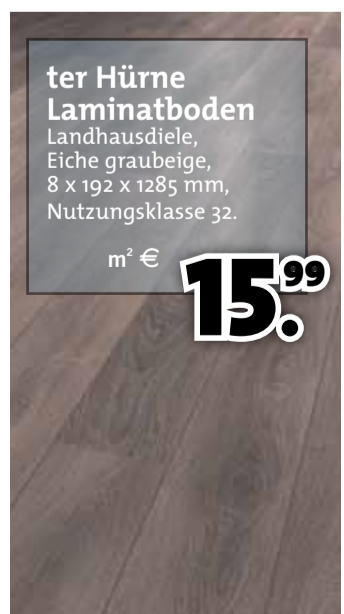 ter Hürne
Laminatboden
Landhausdiele,
Eiche graubeige,
8 x 192 x 1285 mm,
Nutzungsklasse 32.
m² € 15.99